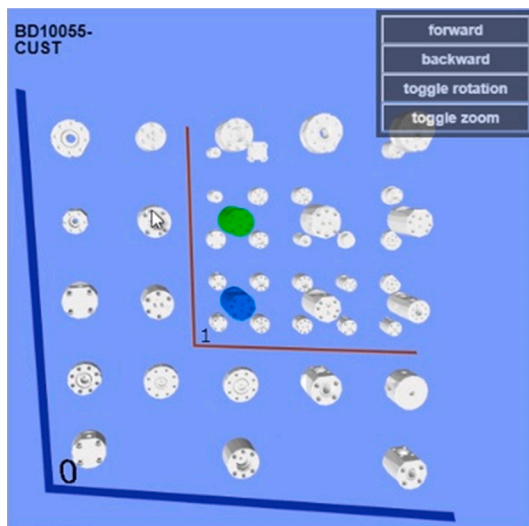 BD10055-
CUST
forward
backward
toggle rotation
toggle zoom
1
0